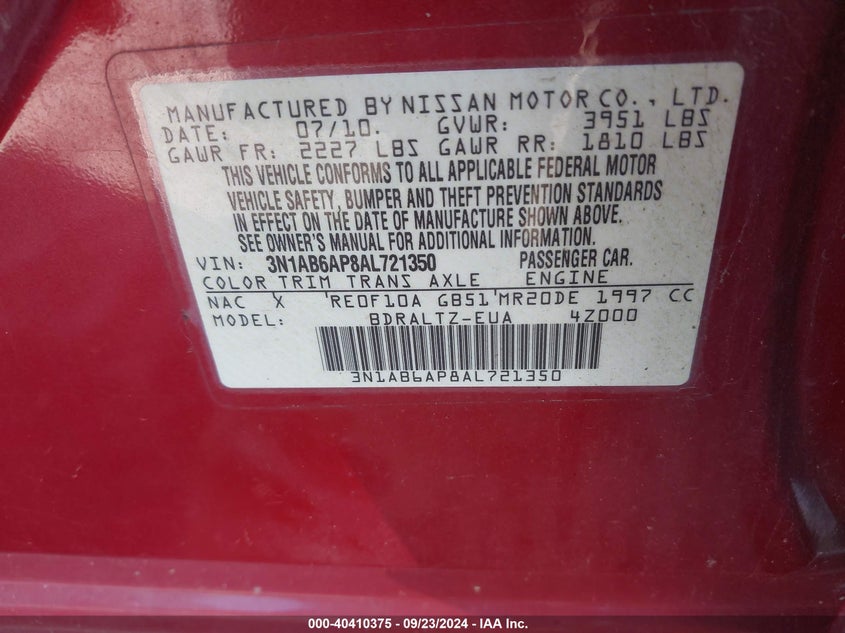 MANUFACTURED BY NISSAN MOTOR CO., LTD.
DATE: 07/10. GVWR: 3951 LBS
GAWR FR: 2227 LBS GAWR RR: 1810 LBS
THIS VEHICLE CONFORMS TO ALL APPLICABLE FEDERAL MOTOR
VEHICLE SAFETY, BUMPER AND THEFT PREVENTION STANDARDS
IN EFFECT ON THE DATE OF MANUFACTURE SHOWN ABOVE.
SEE OWNER'S MANUAL FOR ADDITIONAL INFORMATION.
VIN: 3N1AB6AP8AL721350 PASSENGER CAR.
COLOR TRIM TRANS AXLE ENGINE
NAC X 'RE0F10A GB51'MR20DE 1997 CC
MODEL: BDRALTZ-EUA 4Z000
3N1AB6AP8AL721350
000-40410375 - 09/23/2024 - IAA Inc.